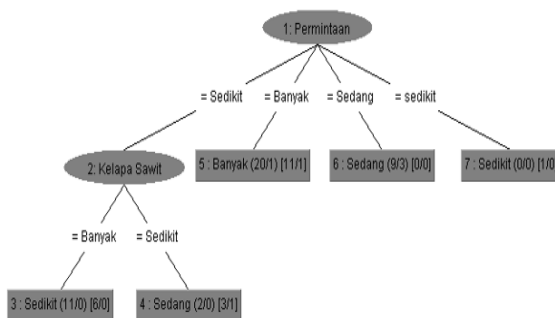 1: Permintaan
= Sedikit = Banyak = Sedang = sedikit
2: Kelapa Sawit
5 : Banyak (20/1) [11/1]
6 : Sedang (9/3) [0/0]
7 : Sedikit (0/0) [1/0]
= Banyak = Sedikit
3 : Sedikit (11/0) [6/0]
4 : Sedang (2/0) [3/1]